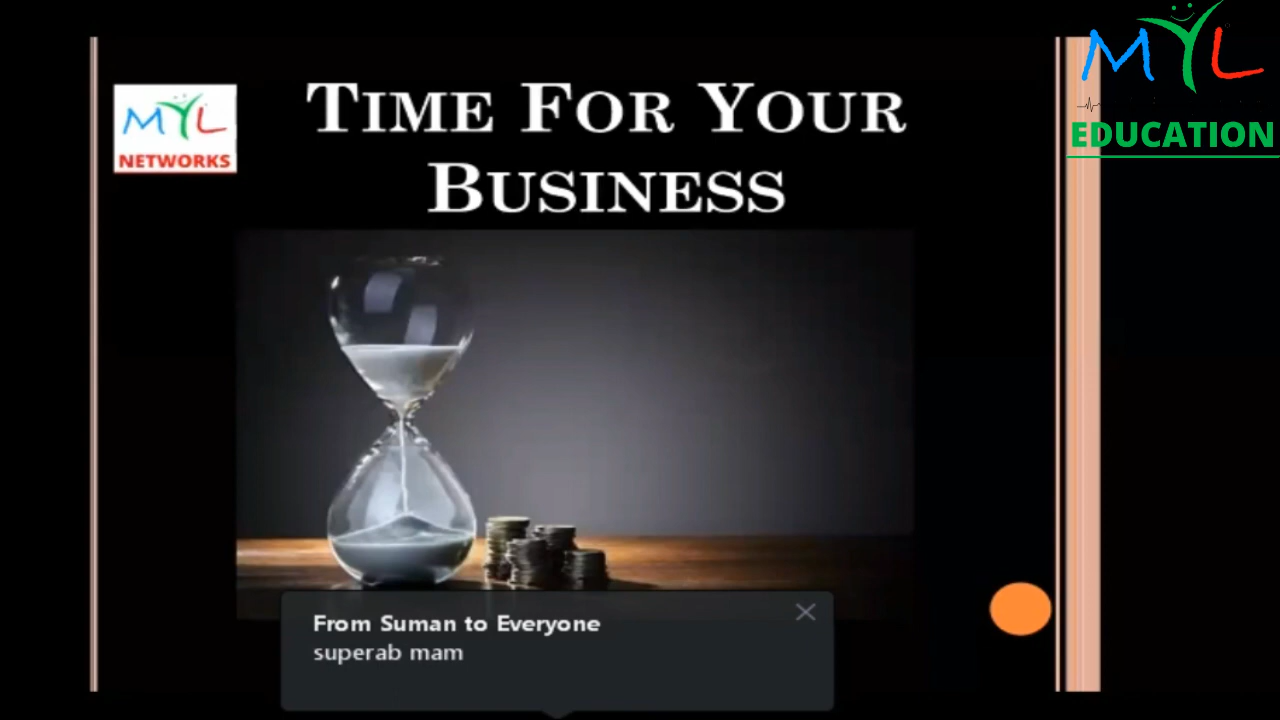 TIME FOR YOUR
BUSINESS
MYL
NETWORKS
MYL
EDUCATION
From Suman to Everyone
superab mam